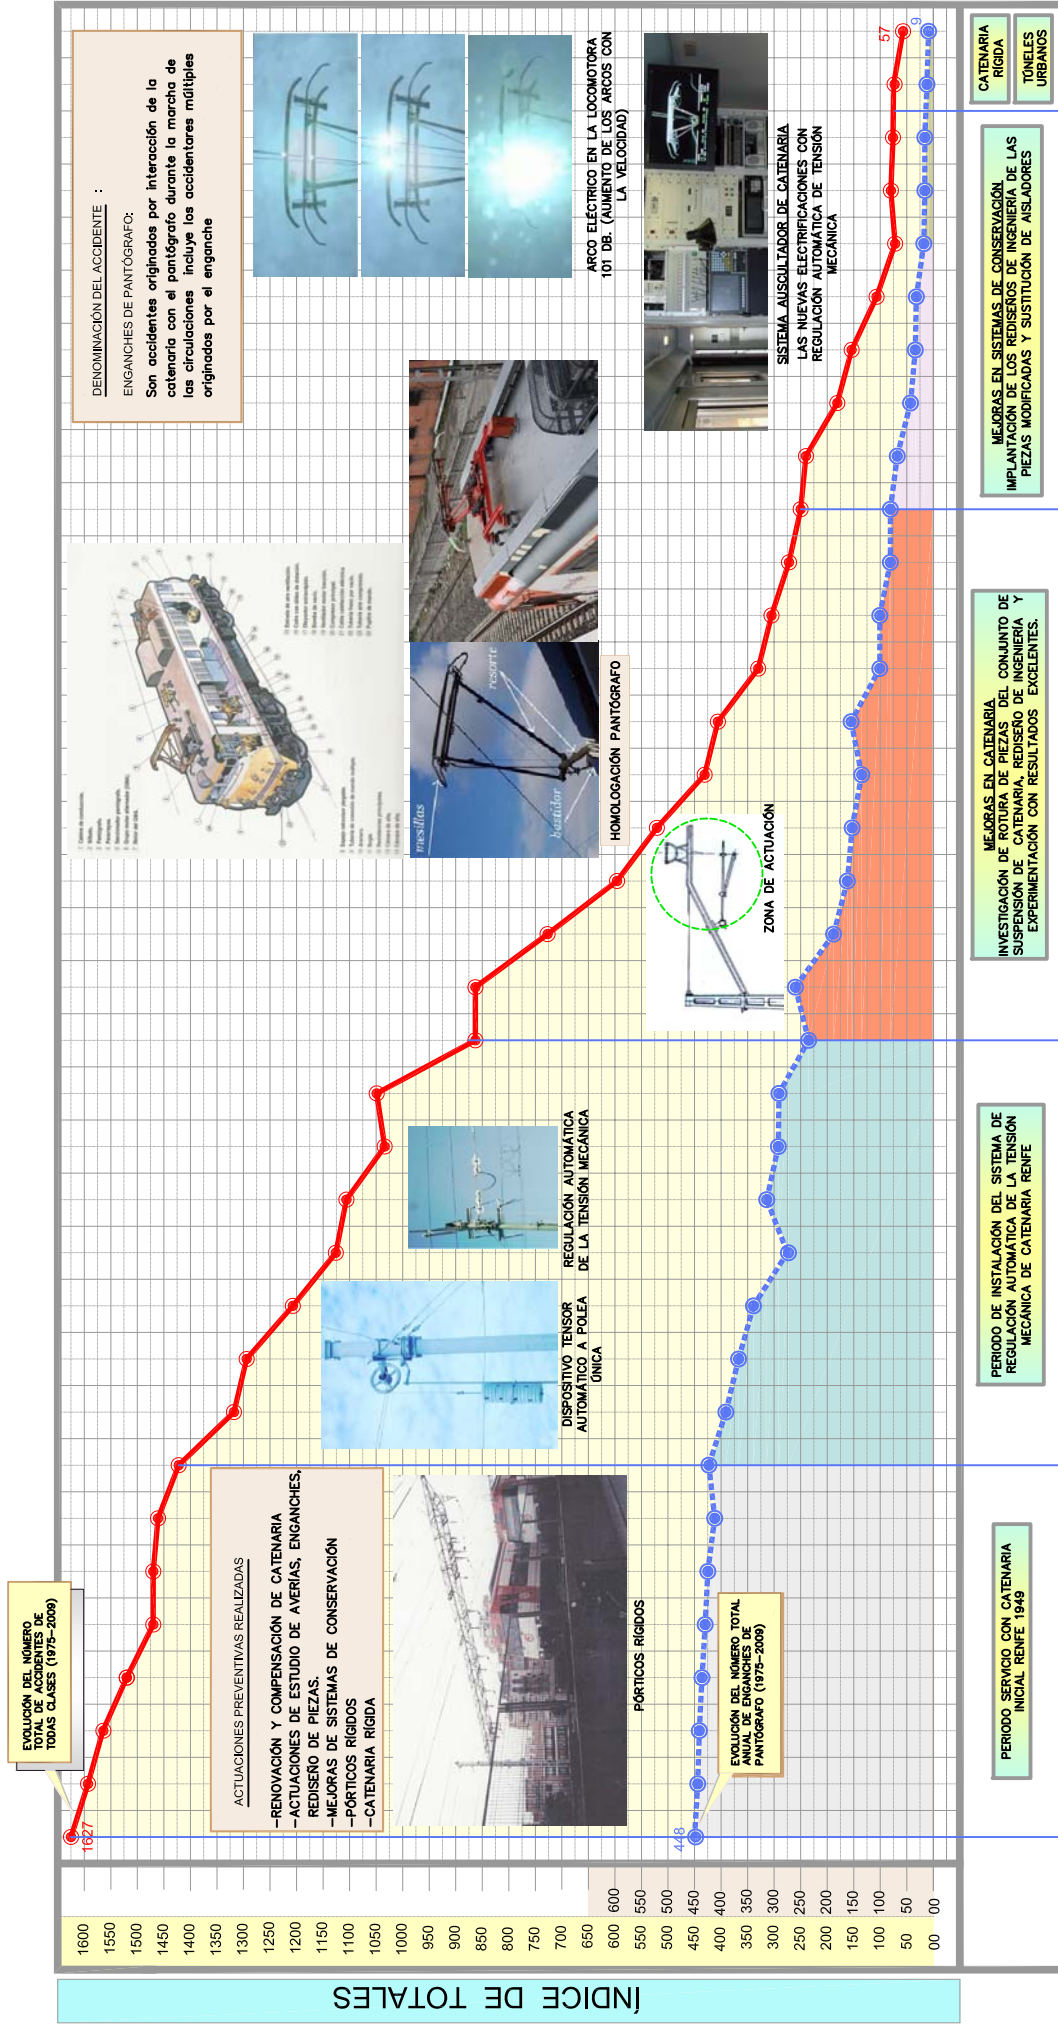 ÍNDICE DE TOTALES
1600
1550
1500
1450
1400
1350
1300
1250
1200
1150
1100
1050
1000
950
900
850
800
750
700
650
600
550
500
450
400
350
300
250
200
150
100
50
00
600
550
500
450
400
350
300
250
200
150
100
50
00
EVOLUCIÓN DEL NÚMERO
TOTAL DE ACCIDENTES DE
TODAS CLASES (1975-2009)
1627
ACTUACIONES PREVENTIVAS REALIZADAS
-RENOVACIÓN Y COMPENSACIÓN DE CATENARIA
-ACTUACIONES DE ESTUDIO DE AVERÍAS, ENGANCHES,
REDISEÑO DE PIEZAS.
-MEJORAS DE SISTEMAS DE CONSERVACIÓN
-PÓRTICOS RÍGIDOS
-CATENARIA RÍGIDA
PÓRTICOS RÍGIDOS
448
EVOLUCIÓN DEL NÚMERO TOTAL
ANUAL DE ENGANCHES DE
PANTÓGRAFO (1975-2009)
DISPOSITIVO TENSOR
AUTOMÁTICO A POLEA
ÚNICA
REGULACIÓN AUTOMÁTICA
DE LA TENSIÓN MECÁNICA
mesillas
resorte
bastidor
HOMOLOGACIÓN PANTÓGRAFO
ZONA DE ACTUACIÓN
DENOMINACIÓN DEL ACCIDENTE :
ENGANCHES DE PANTÓGRAFO:
Son accidentes originados por interacción de la
catenaria con el pantógrafo durante la marcha de
las circulaciones incluye los accidentares múltiples
originados por el enganche
ARCO ELÉCTRICO EN LA LOCOMOTORA
101 DB. (AUMENTO DE LOS ARCOS CON
LA VELOCIDAD)
SISTEMA AUSCULTADOR DE CATENARIA
LAS NUEVAS ELECTRIFICACIONES CON
REGULACIÓN AUTOMÁTICA DE TENSIÓN
MECÁNICA
57
9
PERIODO SERVICIO CON CATENARIA
INICIAL RENFE 1949
PERIODO DE INSTALACIÓN DEL SISTEMA DE
REGULACIÓN AUTOMÁTICA DE LA TENSIÓN
MECÁNICA DE CATENARIA RENFE
MEJORAS EN CATENARIA
INVESTIGACIÓN DE ROTURA DE PIEZAS DEL CONJUNTO DE
SUSPENSIÓN DE CATENARIA, REDISEÑO DE INGENIERÍA Y
EXPERIMENTACIÓN CON RESULTADOS EXCELENTES.
MEJORAS EN SISTEMAS DE CONSERVACIÓN
IMPLANTACIÓN DE LOS REDISEÑOS DE INGENIERÍA DE LAS
PIEZAS MODIFICADAS Y SUSTITUCIÓN DE AISLADORES
CATENARIA
RÍGIDA
TÚNELES
URBANOS